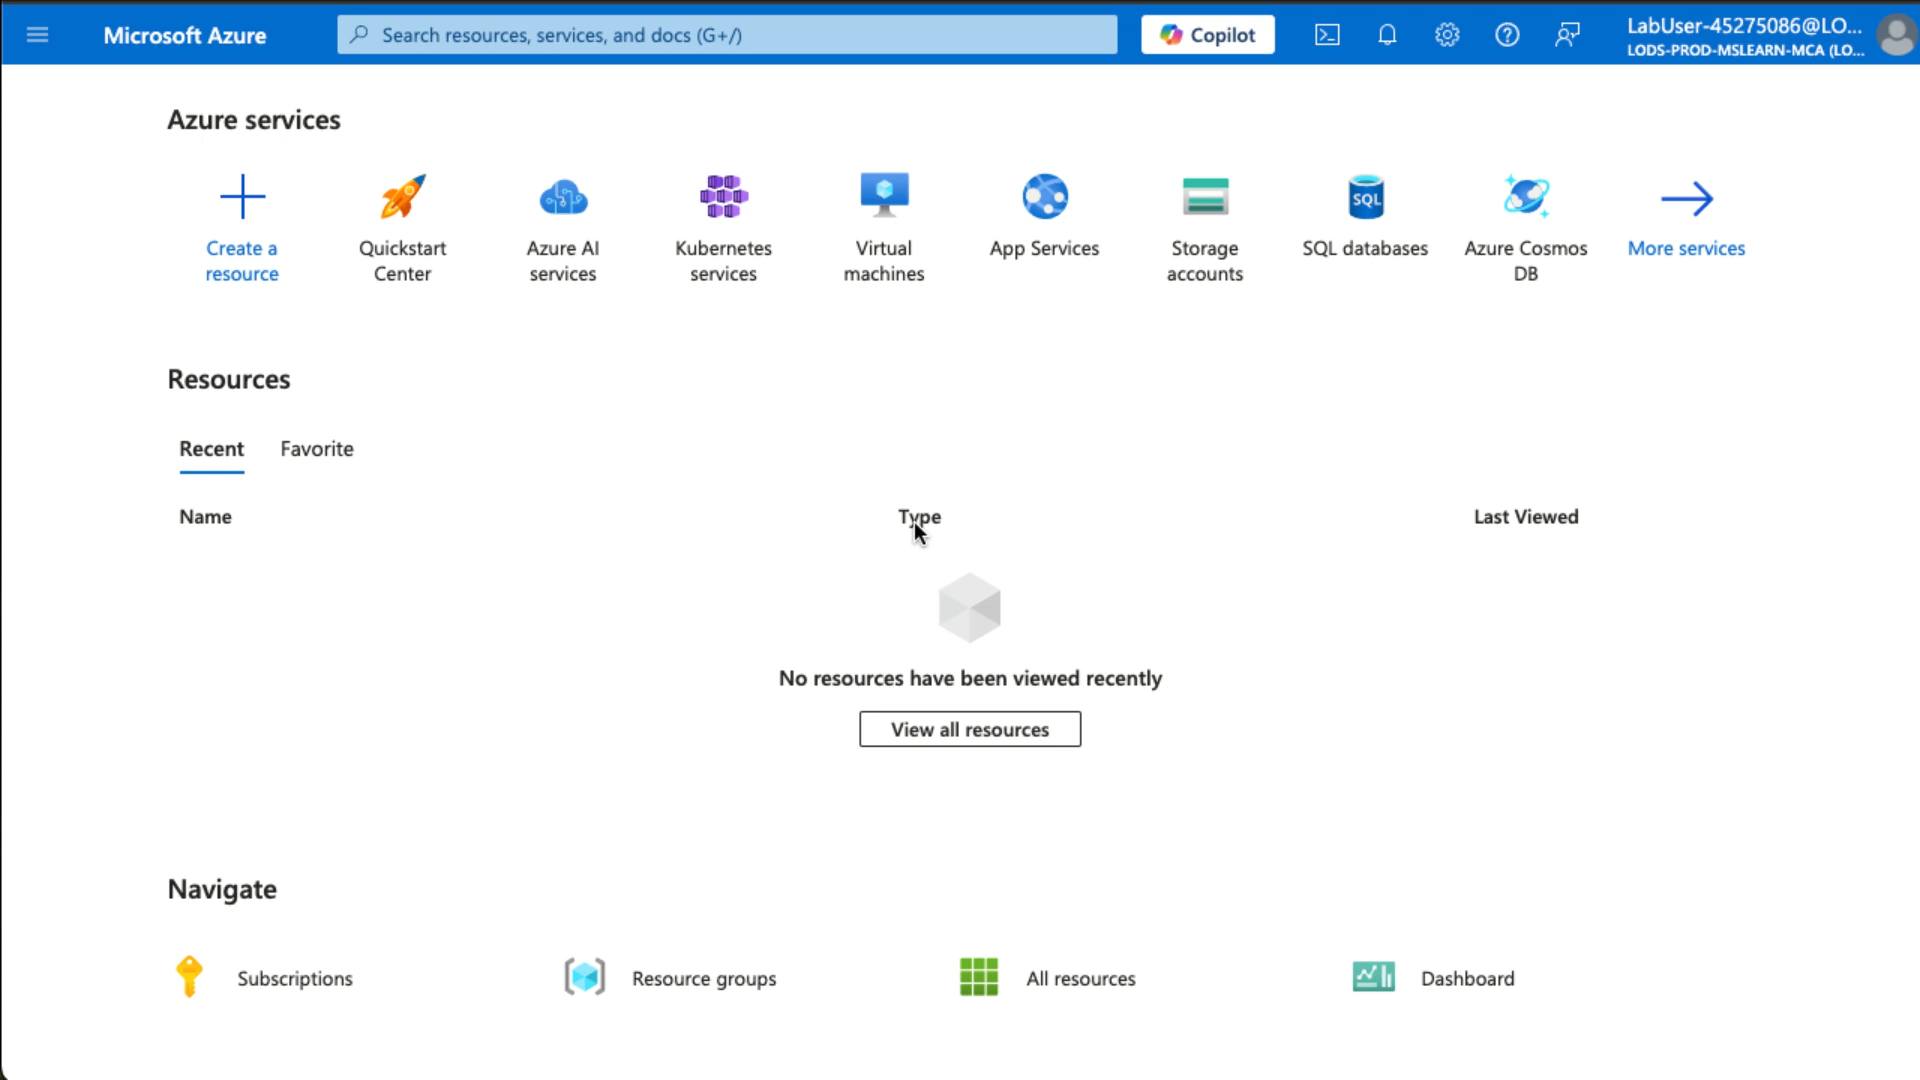 Microsoft Azure
Search resources, services, and docs (G+/)
Copilot
LabUser-45275086@LO...
LODS-PROD-MSLEARN-MCA (LO...
Azure services
Create a
resource
Quickstart
Center
Azure AI
services
Kubernetes
services
Virtual
machines
App Services
Storage
accounts
SQL
SQL databases
Azure Cosmos
DB
More services
Resources
Recent
Favorite
Name
Type
Last Viewed
No resources have been viewed recently
View all resources
Navigate
Subscriptions
Resource groups
All resources
Dashboard